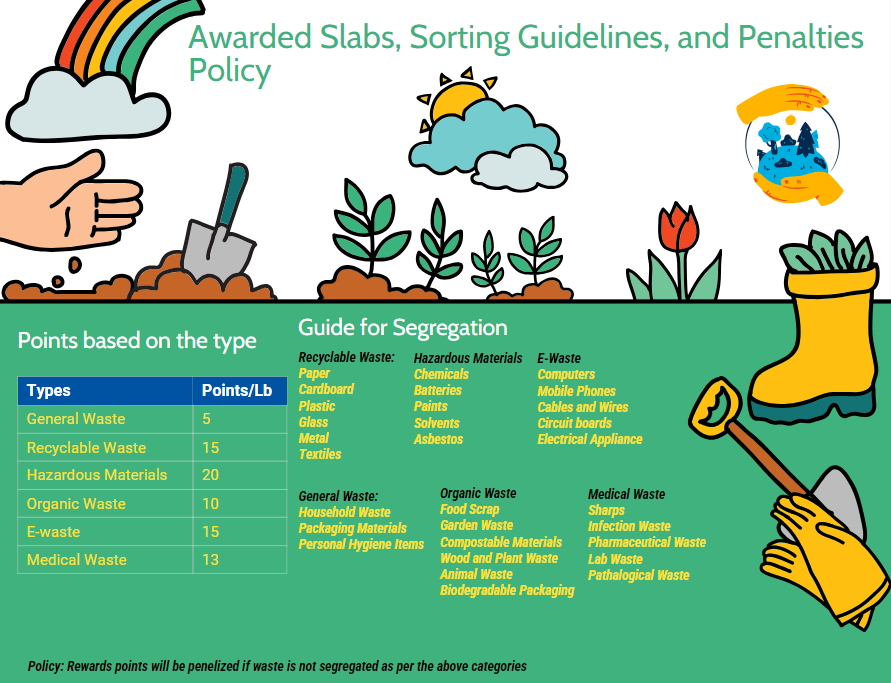 Awarded Slabs, Sorting Guidelines, and Penalties
Policy
Points based on the type
Types Points/Lb
General Waste 5
Recyclable Waste 15
Hazardous Materials 20
Organic Waste 10
E-waste 15
Medical Waste 13
Guide for Segregation
Recyclable Waste:
Paper
Cardboard
Plastic
Glass
Metal
Textiles
Hazardous Materials
Chemicals
Batteries
Paints
Solvents
Asbestos
E-Waste
Computers
Mobile Phones
Cables and Wires
Circuit boards
Electrical Appliance
General Waste:
Household Waste
Packaging Materials
Personal Hygiene Items
Organic Waste
Food Scrap
Garden Waste
Compostable Materials
Wood and Plant Waste
Animal Waste
Biodegradable Packaging
Medical Waste
Sharps
Infection Waste
Pharmaceutical Waste
Lab Waste
Pathalogical Waste
Policy: Rewards points will be penelized if waste is not segregated as per the above categories